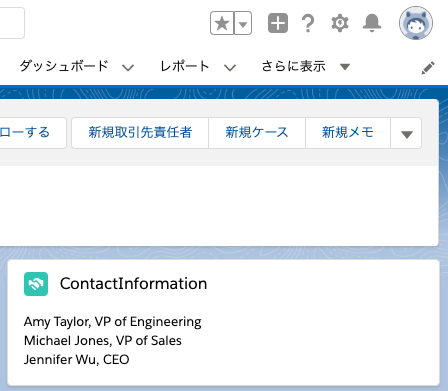 ダッシュボード レポート さらに表示
ローする 新規取引先責任者 新規ケース 新規メモ
ContactInformation
Amy Taylor, VP of Engineering
Michael Jones, VP of Sales
Jennifer Wu, CEO